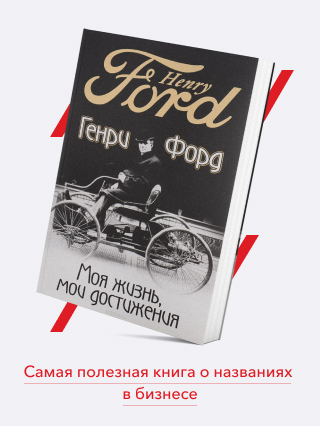 Henry
Ford
Генри Форд
Моя жизнь,
мои достижения
Самая полезная книга о названиях
в бизнесе